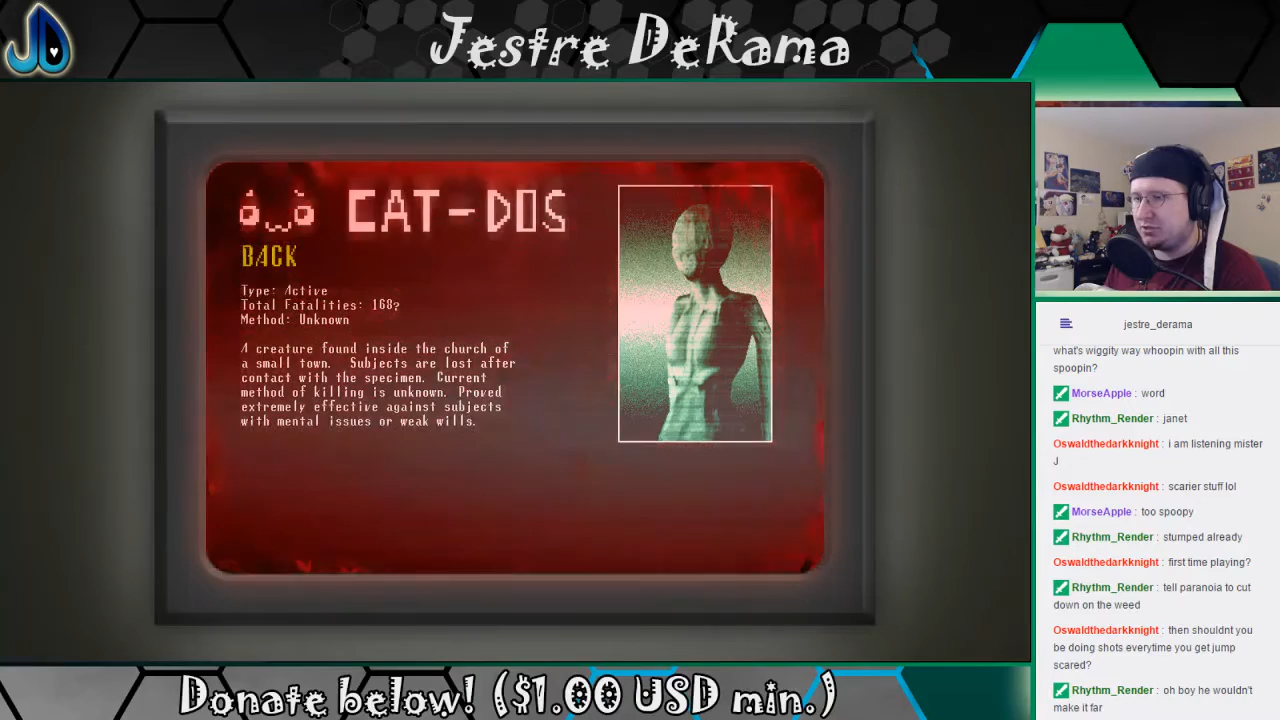 JD
Jestre DeRama
CAT-DOS
BACK
Type: Active
Total Fatalities: 168?
Method: Unknown
A creature found inside the church of
a small town. Subjects are lost after
contact with the specimen. Current
method of killing is unknown. Proved
extremely effective against subjects
with mental issues or weak wills.
jestre_derama
what's wiggity way whoopin with all this
spoopin?
MorseApple : word
Rhythm_Render : janet
Oswaldthedarkknight : i am listening mister
J
Oswaldthedarkknight : scarier stuff lol
MorseApple : too spoopy
Rhythm_Render : stumped already
Oswaldthedarkknight : first time playing?
Rhythm_Render : tell paranoia to cut
down on the weed
Oswaldthedarkknight : then shouldnt you
be doing shots everytime you get jump
scared?
Rhythm_Render : oh boy he wouldn't
make it far
Donate below! ($1.00 USD min.)